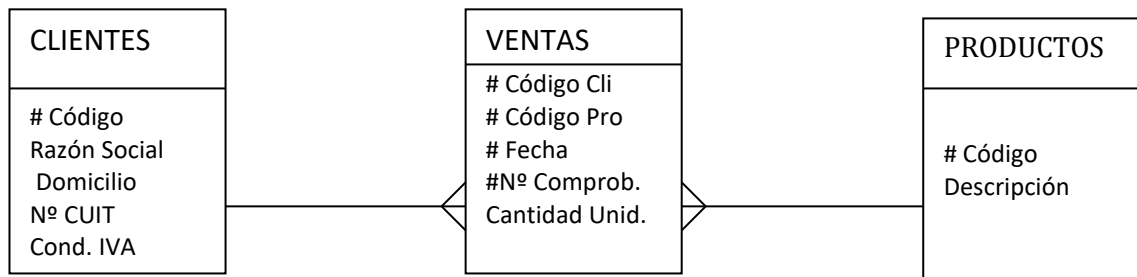 CLIENTES
# Código
Razón Social
Domicilio
Nº CUIT
Cond. IVA
VENTAS
# Código Cli
# Código Pro
# Fecha
#Nº Comprob.
Cantidad Unid.
PRODUCTOS
# Código
Descripción